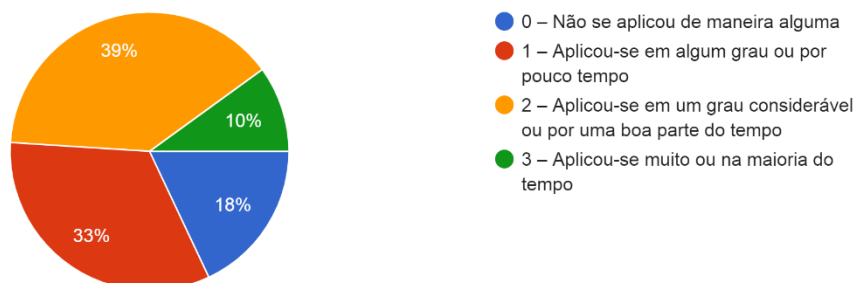 39%
10%
18%
33%
0 – Não se aplicou de maneira alguma
1 – Aplicou-se em algum grau ou por
pouco tempo
2 – Aplicou-se em um grau considerável
ou por uma boa parte do tempo
3 – Aplicou-se muito ou na maioria do
tempo